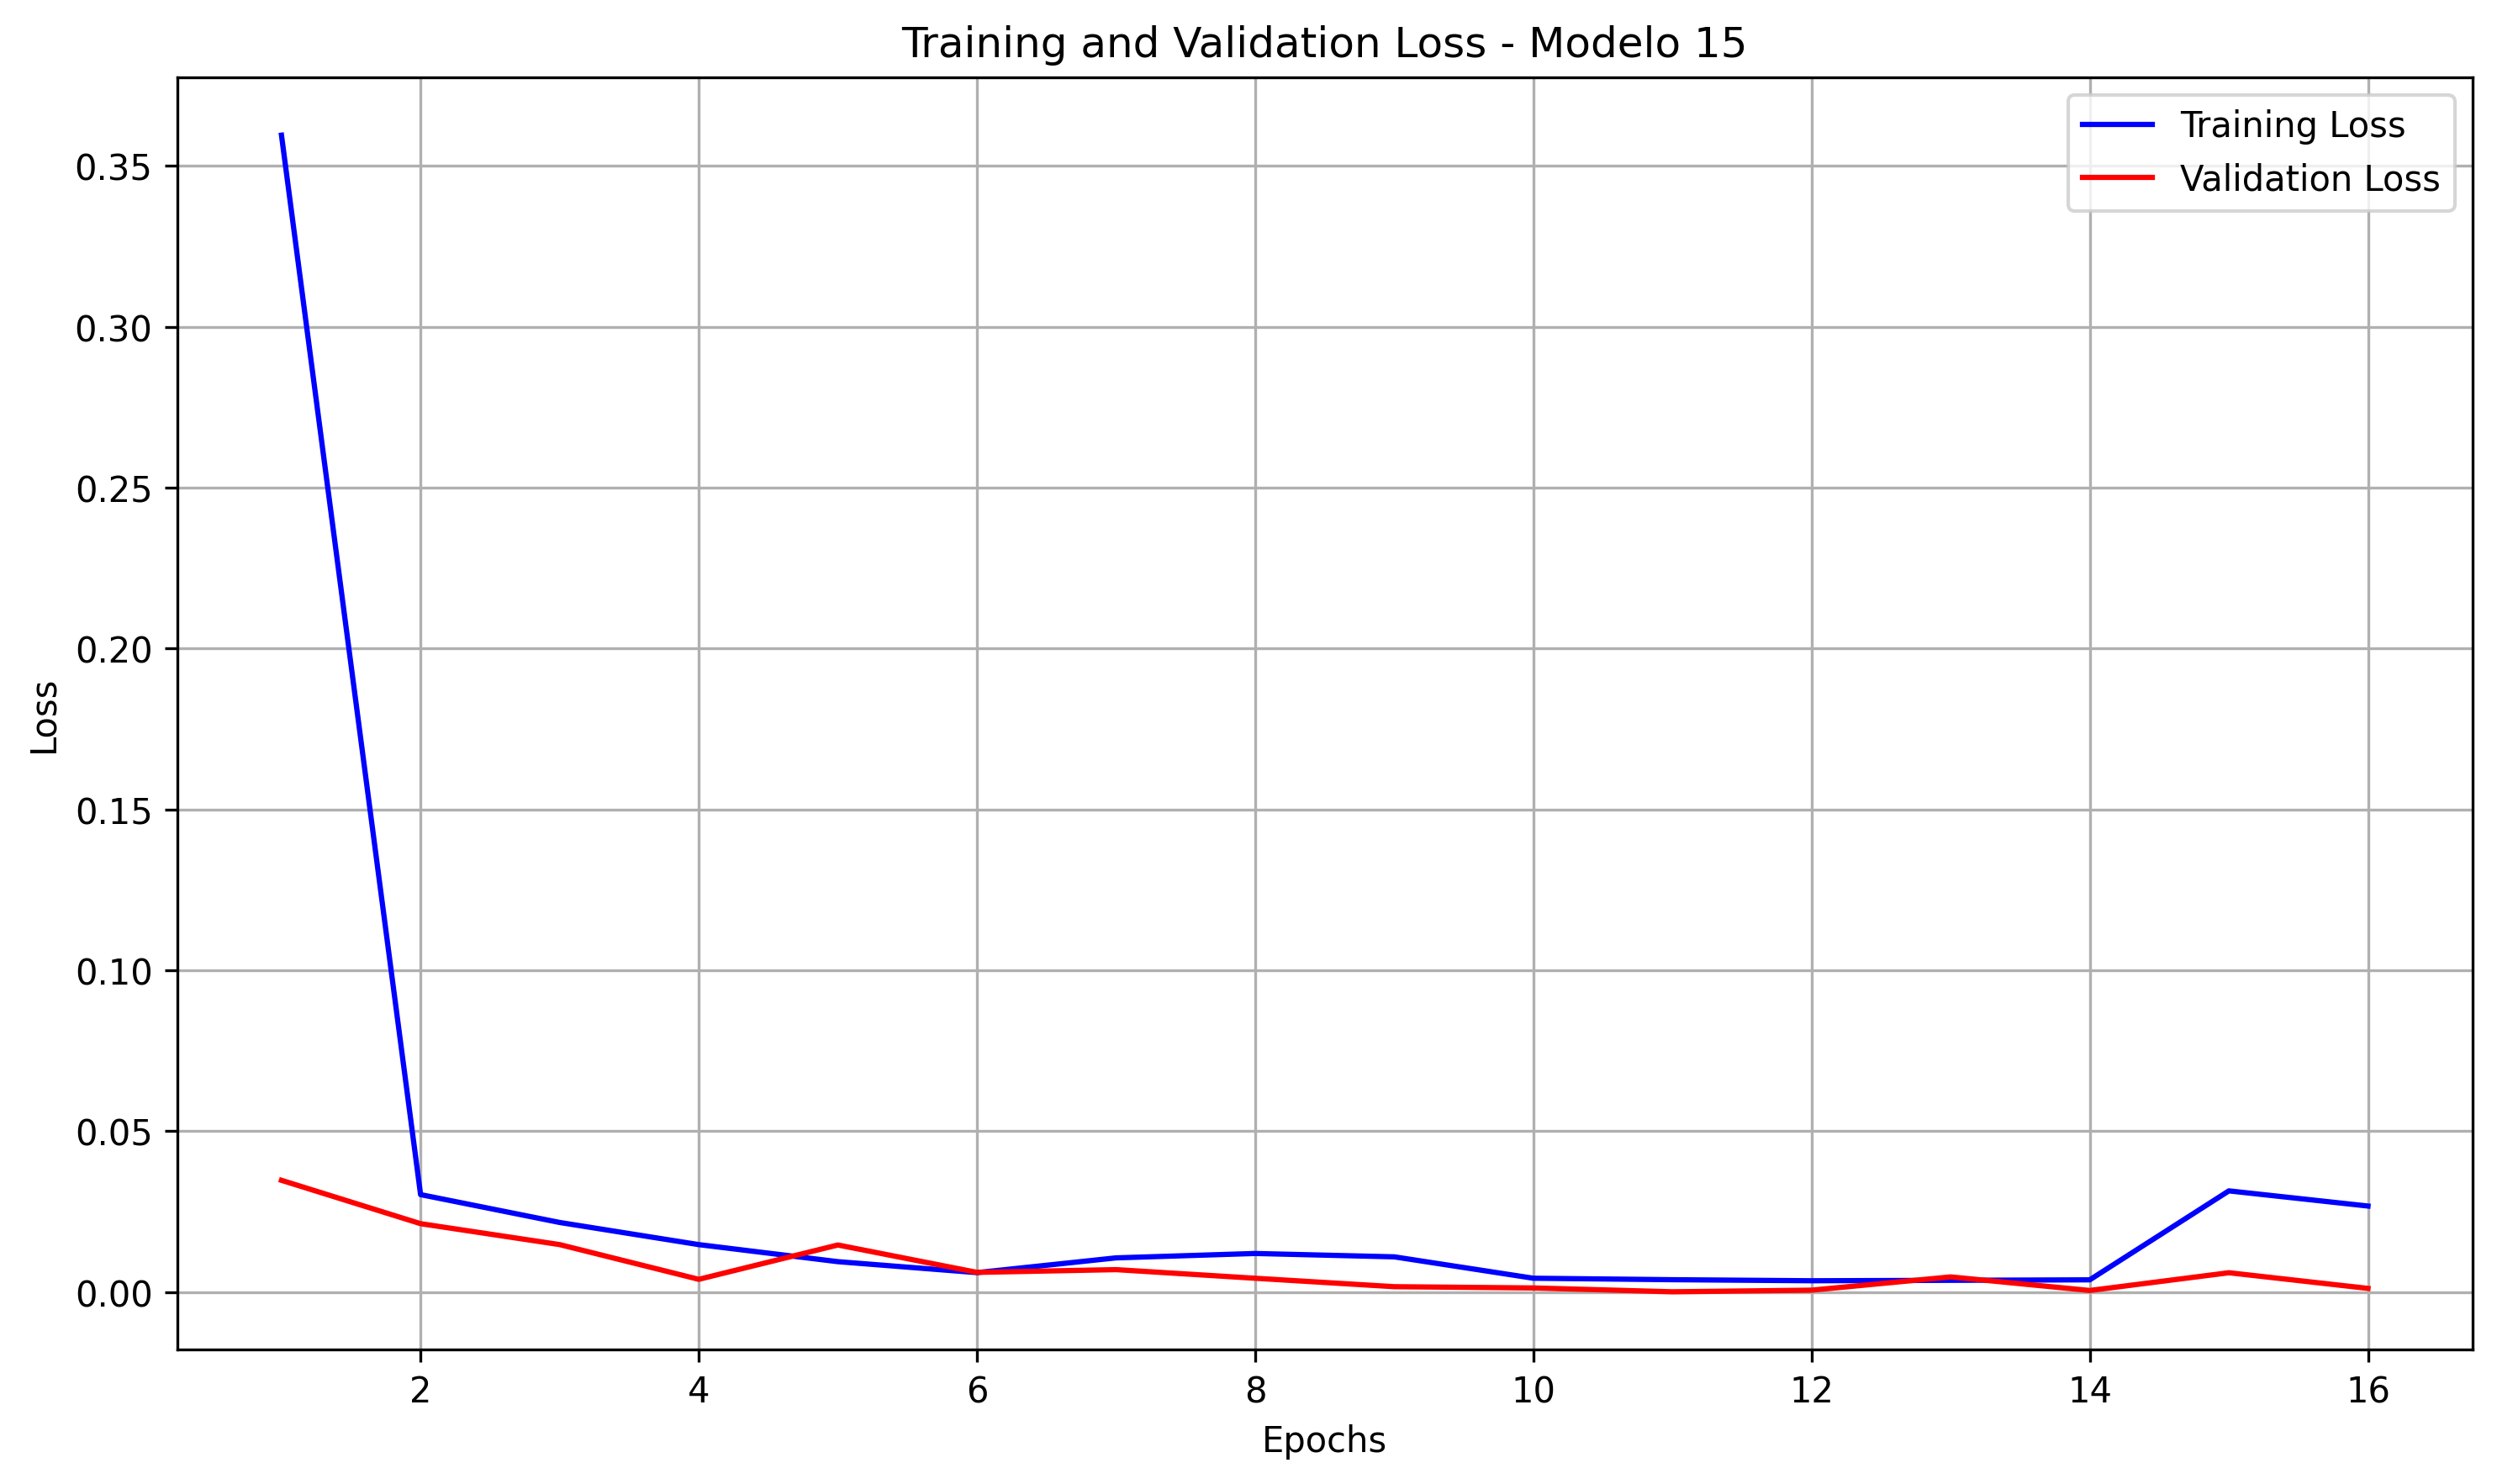 Training and Validation Loss - Modelo 15
Training Loss
Validation Loss
0.35
0.30
0.25
0.20
0.15
0.10
0.05
0.00
Loss
2 4 6 8 10 12 14 16
Epochs